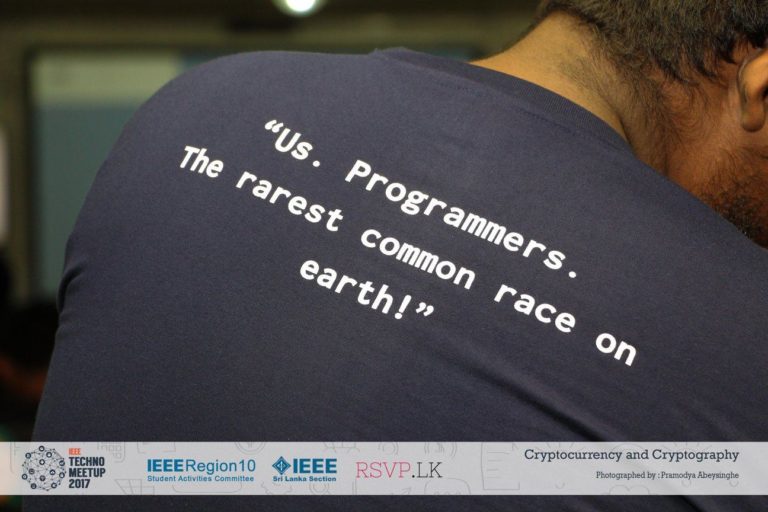 “Us. Programmers.
The rarest common race on
earth!”
IEEE
TECHNO
MEETUP
2017
IEEERegion10
Student Activities Committee
IEEE
Sri Lanka Section
RSVP.LK
Cryptocurrency and Cryptography
Photographed by : Pramodya Abeysinghe